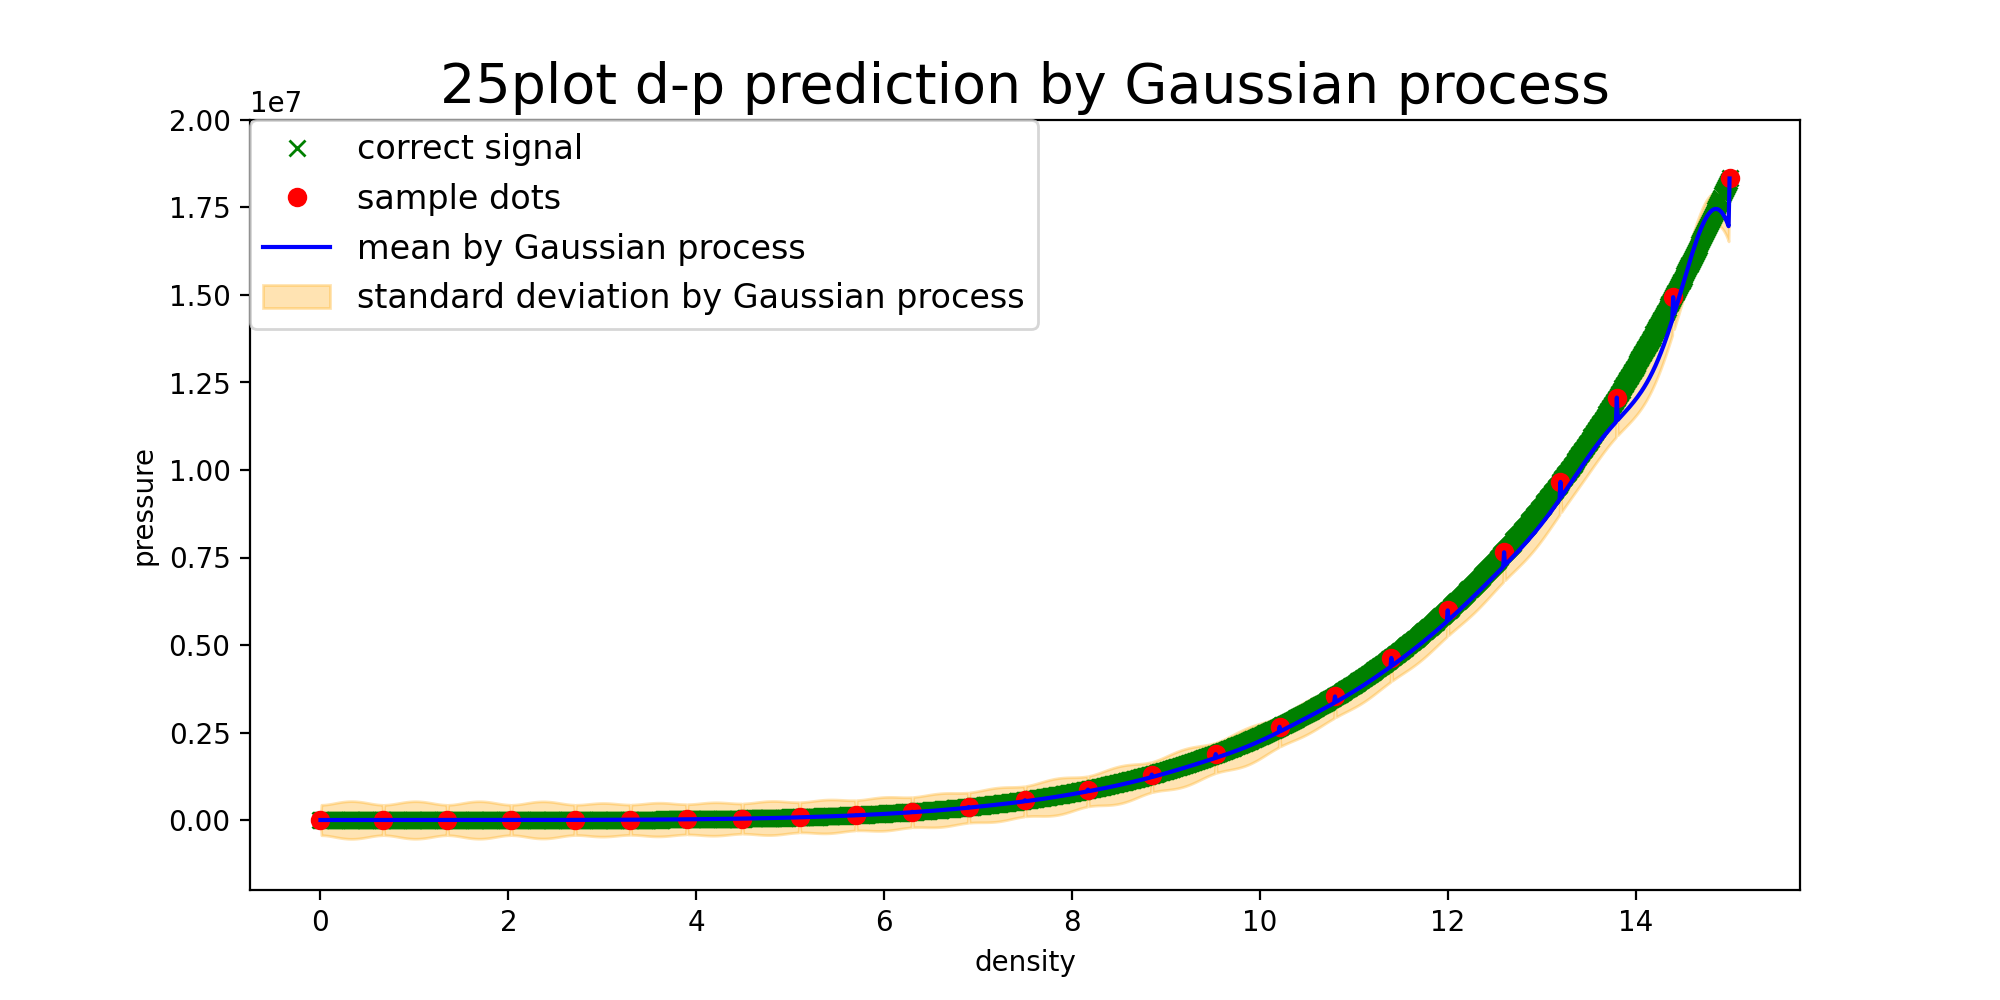 25plot d-p prediction by Gaussian process
1e7
2.00
1.75
1.50
1.25
1.00
0.75
0.50
0.25
0.00
pressure
correct signal
sample dots
mean by Gaussian process
standard deviation by Gaussian process
0 2 4 6 8 10 12 14
density